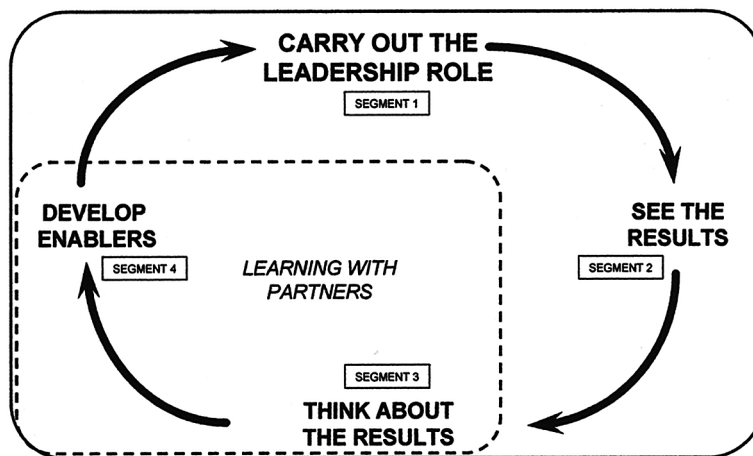 CARRY OUT THE
LEADERSHIP ROLE
SEGMENT 1
DEVELOP
ENABLERS
SEGMENT 4
LEARNING WITH
PARTNERS
SEE THE
RESULTS
SEGMENT 2
SEGMENT 3
THINK ABOUT
THE RESULTS